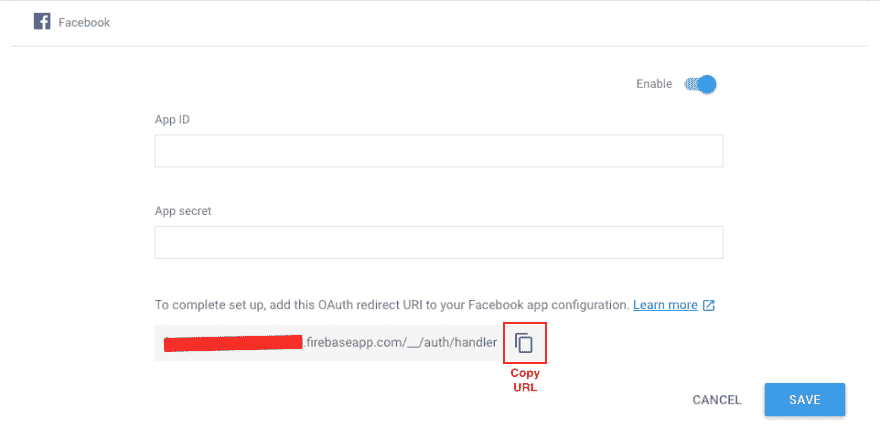 Facebook
Enable
App ID
App secret
To complete set up, add this OAuth redirect URI to your Facebook app configuration. Learn more
.firebaseapp.com/__/auth/handler
Copy
URL
CANCEL
SAVE